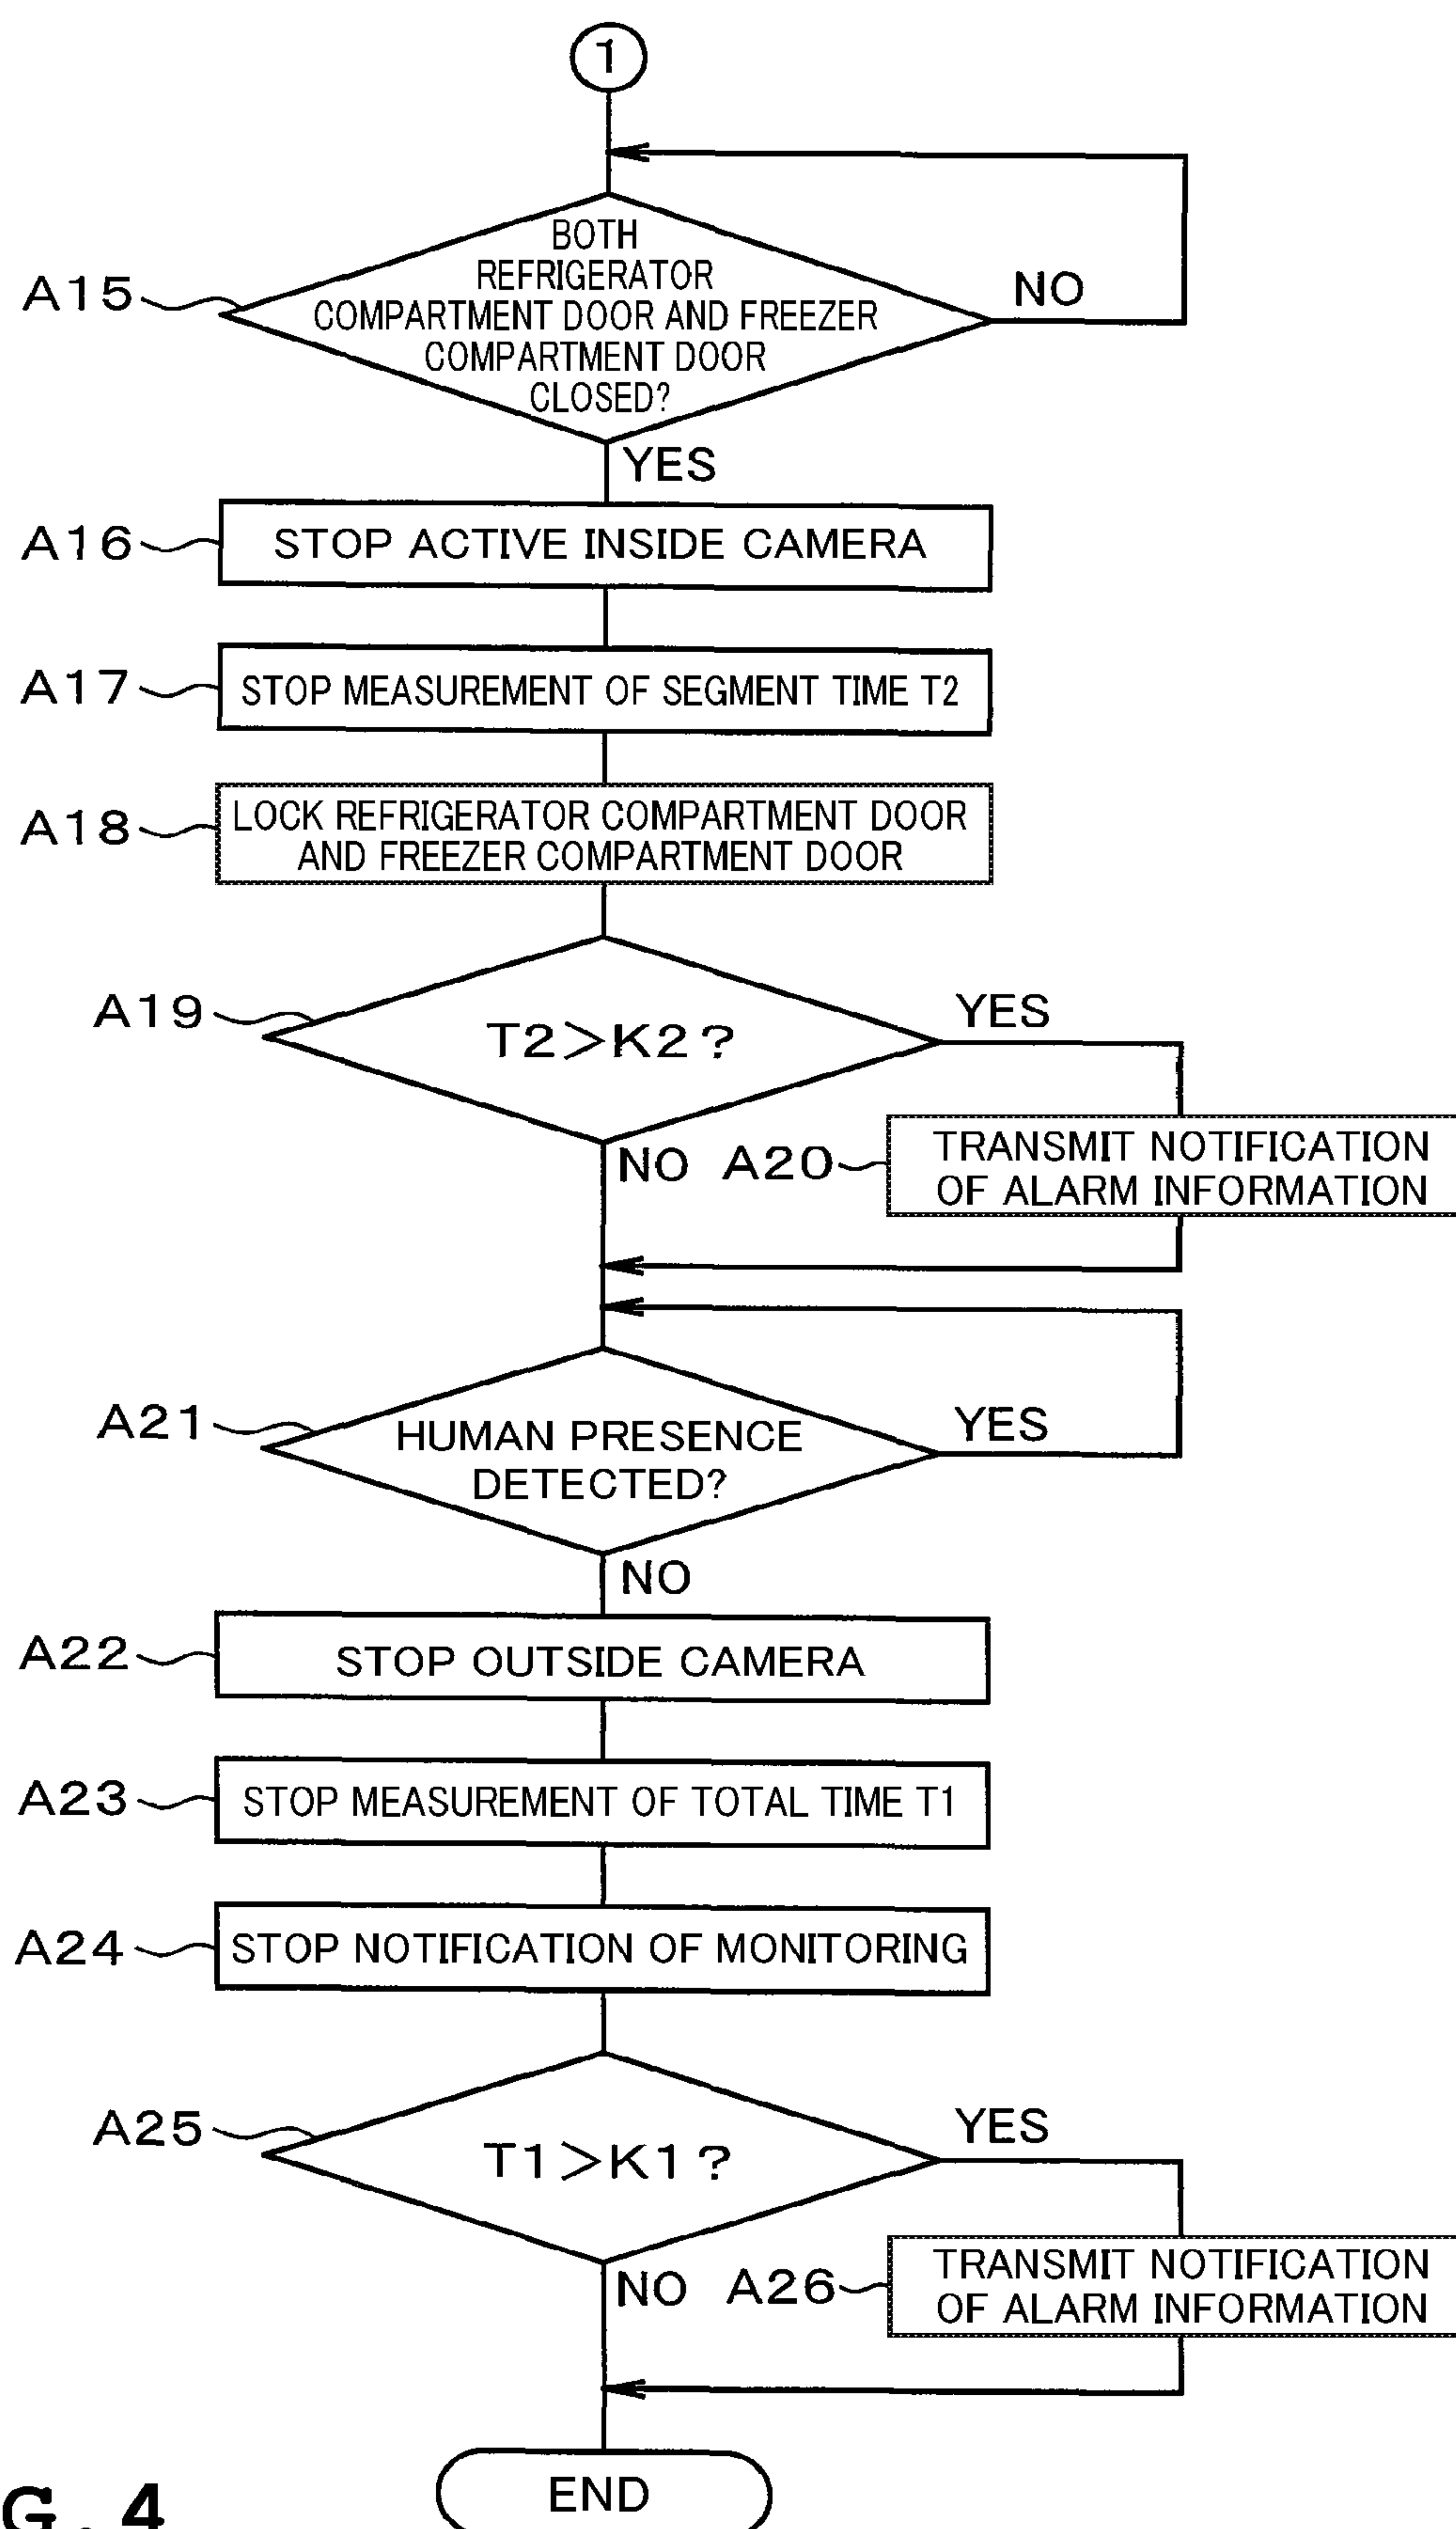 1
BOTH
REFRIGERATOR
COMPARTMENT DOOR AND FREEZER
COMPARTMENT DOOR
CLOSED?
A15
NO
YES
A16
STOP ACTIVE INSIDE CAMERA
A17
STOP MEASUREMENT OF SEGMENT TIME T2
A18
LOCK REFRIGERATOR COMPARTMENT DOOR
AND FREEZER COMPARTMENT DOOR
A19
T2>K2?
YES
NO
A20
TRANSMIT NOTIFICATION
OF ALARM INFORMATION
A21
HUMAN PRESENCE
DETECTED?
YES
NO
A22
STOP OUTSIDE CAMERA
A23
STOP MEASUREMENT OF TOTAL TIME T1
A24
STOP NOTIFICATION OF MONITORING
A25
T1>K1?
YES
NO
A26
TRANSMIT NOTIFICATION
OF ALARM INFORMATION
END
G. 4